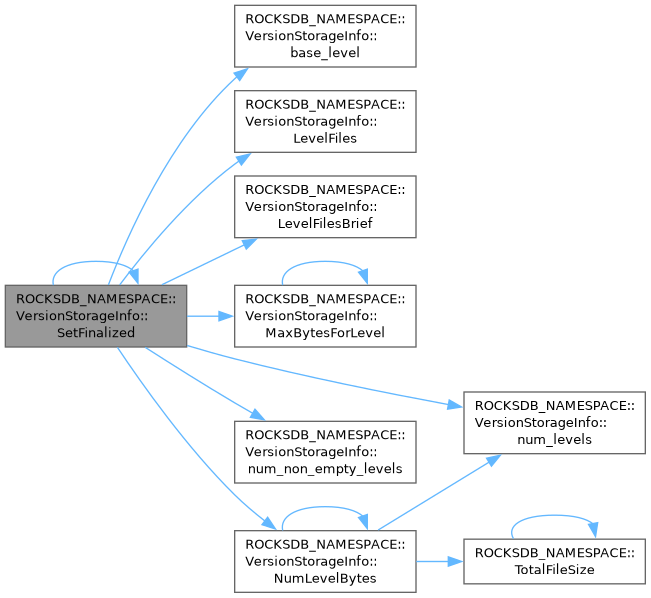 ROCKSDB_NAMESPACE::
VersionStorageInfo::
base_level
ROCKSDB_NAMESPACE::
VersionStorageInfo::
LevelFiles
ROCKSDB_NAMESPACE::
VersionStorageInfo::
LevelFilesBrief
ROCKSDB_NAMESPACE::
VersionStorageInfo::
SetFinalized
ROCKSDB_NAMESPACE::
VersionStorageInfo::
MaxBytesForLevel
ROCKSDB_NAMESPACE::
VersionStorageInfo::
num_levels
ROCKSDB_NAMESPACE::
VersionStorageInfo::
num_non_empty_levels
ROCKSDB_NAMESPACE::
VersionStorageInfo::
NumLevelBytes
ROCKSDB_NAMESPACE::
TotalFileSize